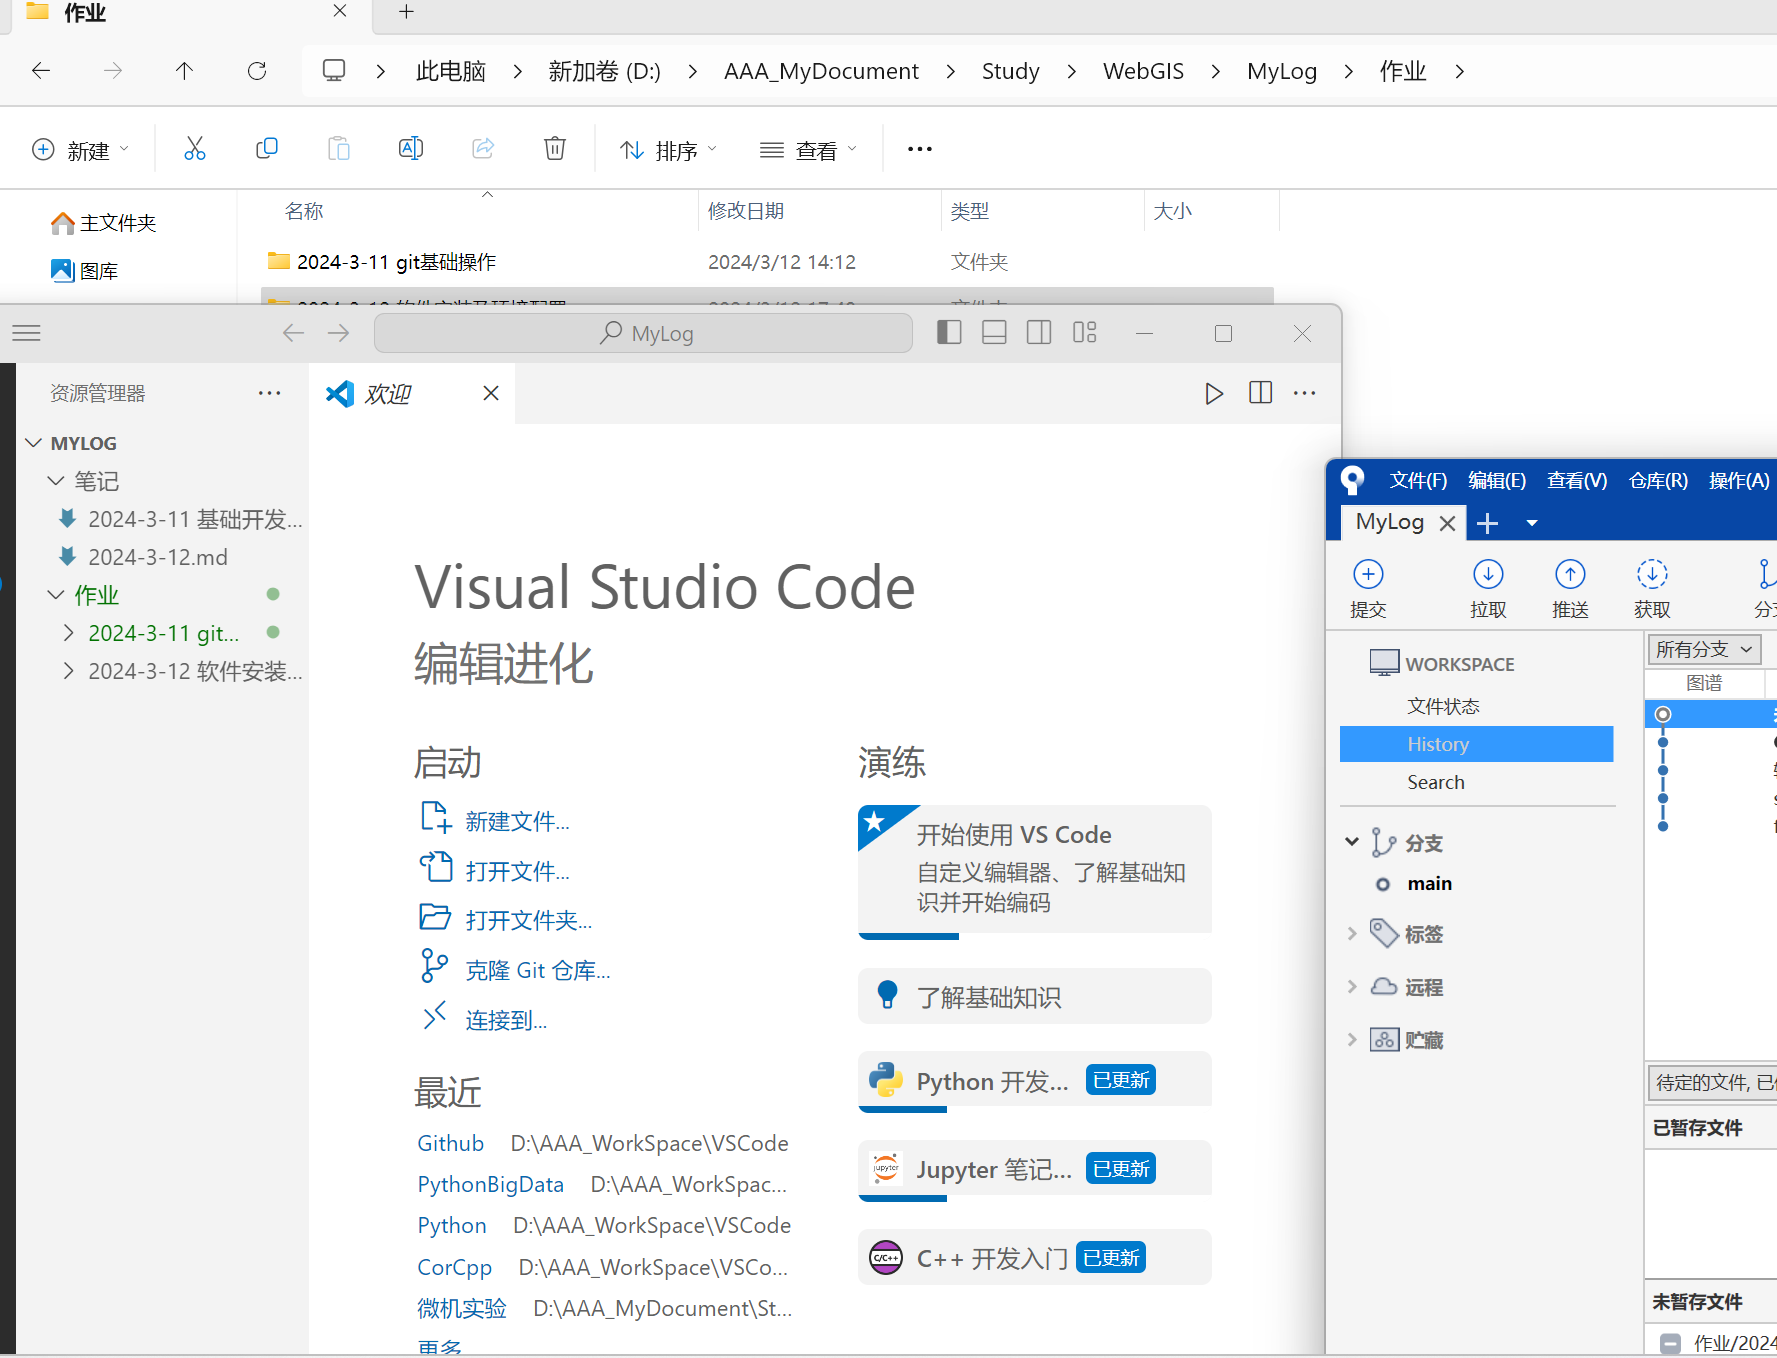 作业
此电脑 新加卷 (D:) AAA_MyDocument Study WebGIS MyLog 作业
新建 排序 查看
名称 修改日期 类型 大小
主文件夹
图库
2024-3-11 git基础操作 2024/3/12 14:12 文件夹
2024-3-12 软件安装及环境配置
MyLog
资源管理器
欢迎
MYLOG
笔记
2024-3-11 基础开发...
2024-3-12.md
作业
2024-3-11 git...
2024-3-12 软件安装...
Visual Studio Code
编辑进化
启动
新建文件...
打开文件...
打开文件夹...
克隆 Git 仓库...
连接到...
最近
Github D:\AAA_WorkSpace\VSCode
PythonBigData D:\AAA_WorkSpac...
Python D:\AAA_WorkSpace\VSCode
CorCpp D:\AAA_WorkSpace\VSCo...
微机实验 D:\AAA_MyDocument\St...
更多
演练
开始使用 VS Code
自定义编辑器、了解基础知
识并开始编码
了解基础知识
Python 开发... 已更新
jupyter
Jupyter 笔记... 已更新
C/C++
C++ 开发入门 已更新
文件(F) 编辑(E) 查看(V) 仓库(R) 操作(A)
MyLog
提交 拉取 推送 获取
WORKSPACE
文件状态
History
Search
分支
main
标签
远程
贮藏
所有分支
图谱
待定的文件, 已
已暂存文件
未暂存文件
作业/2024